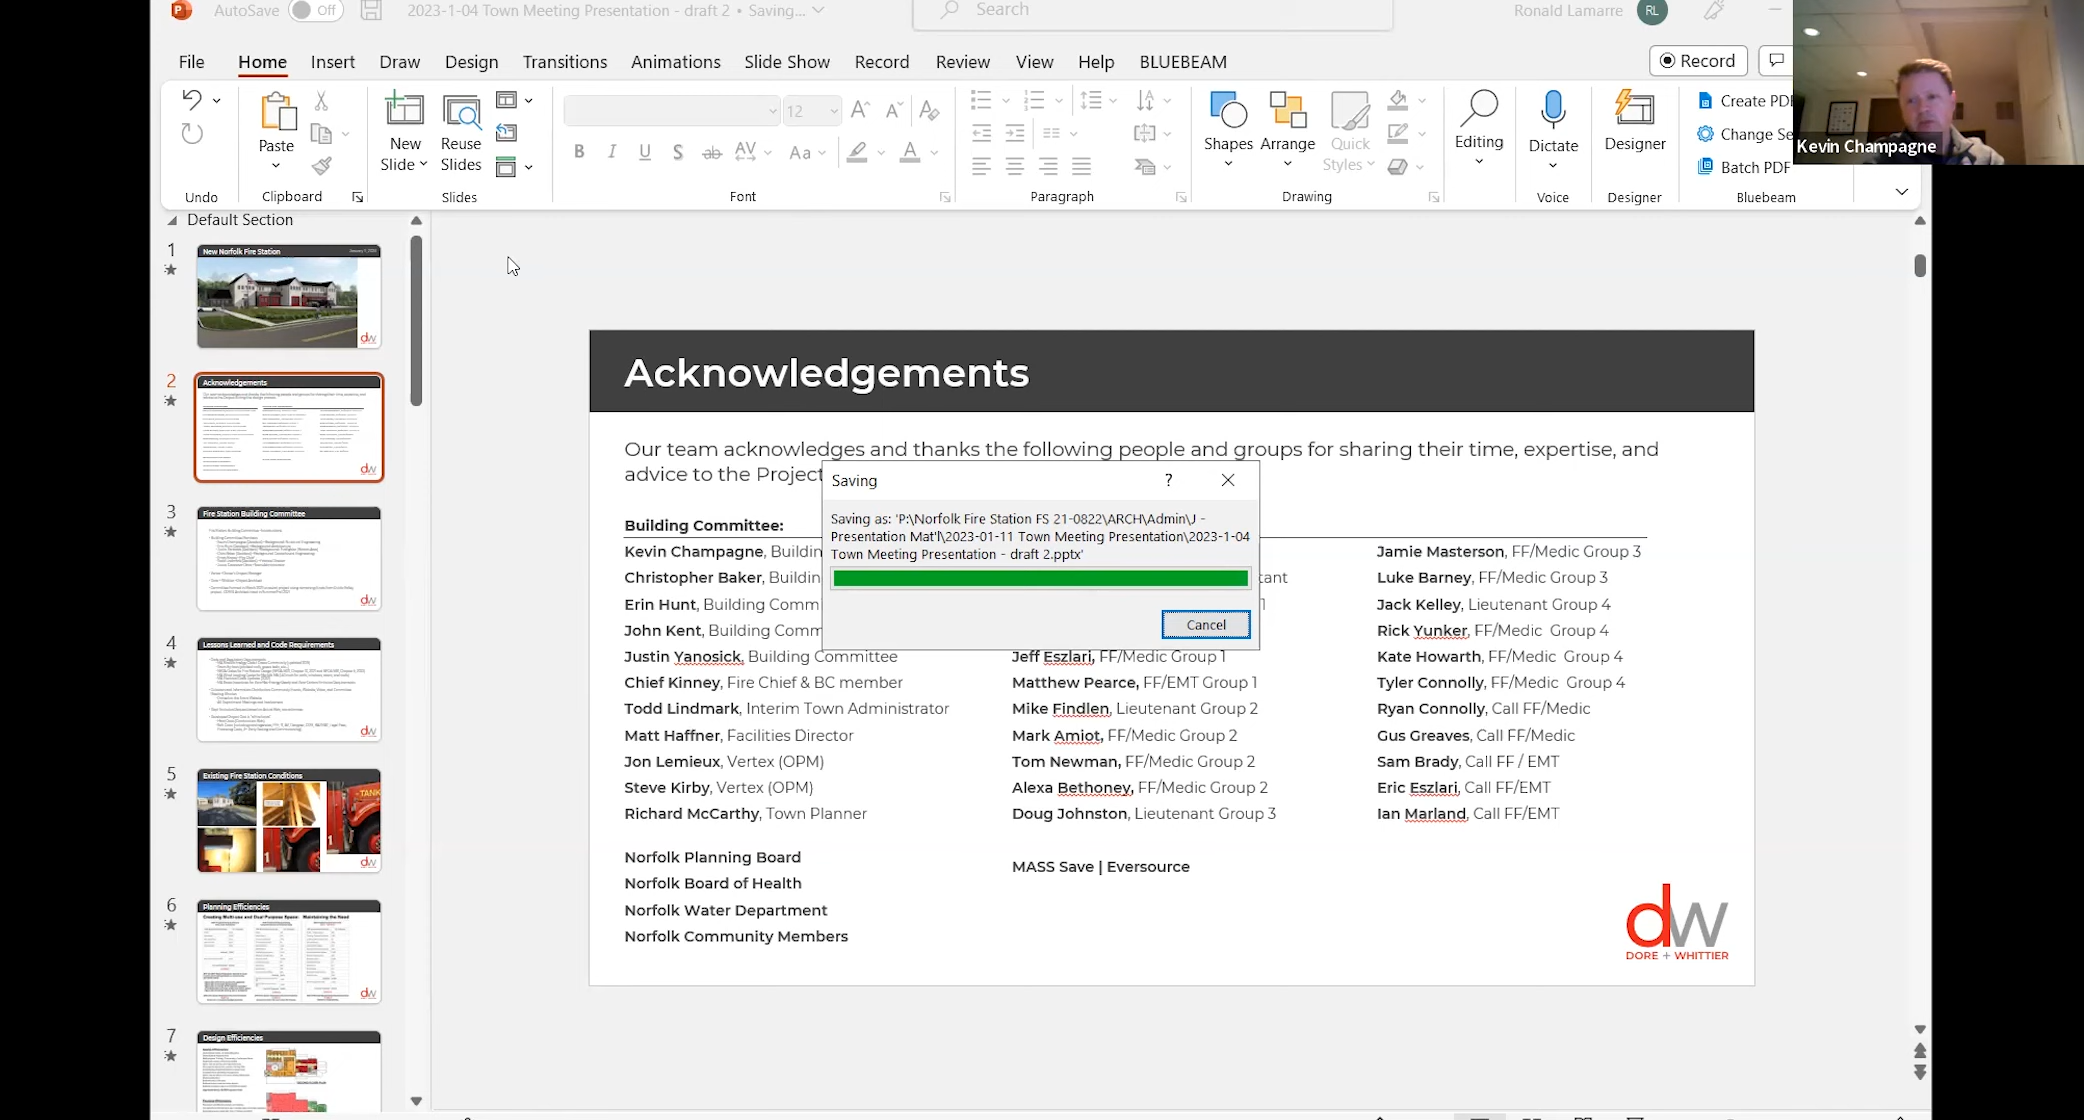 AutoSave Off 2023-1-04 Town Meeting Presentation - draft 2 • Saving... Search Ronald Lamarre RL
File Home Insert Draw Design Transitions Animations Slide Show Record Review View Help BLUEBEAM Record
Paste New Slide Reuse Slides 12 Shapes Arrange Quick Styles Editing Dictate Designer
Create PD
Change Se
Batch PDF
Undo Clipboard Slides Font Paragraph Drawing Voice Designer Bluebeam
Kevin Champagne
Default Section
1
New Norfolk Fire Station
2
Acknowledgements
3
Fire Station Building Committee
4
Lessons Learned and Code Requirements
5
Existing Fire Station Conditions
6
Planning Efficiencies
7
Design Efficiencies
Acknowledgements
Our team acknowledges and thanks the following people and groups for sharing their time, expertise, and
advice to the Project
Saving ?
Saving as: 'P:\Norfolk Fire Station FS 21-0822\ARCH\Admin\J -
Presentation Mat'l\2023-01-11 Town Meeting Presentation\2023-1-04
Town Meeting Presentation - draft 2.pptx'
Cancel
Building Committee:
Kevin Champagne, Buildin
Christopher Baker, Buildin
Erin Hunt, Building Comm
John Kent, Building Comm
Justin Yanosick, Building Committee
Chief Kinney, Fire Chief & BC member
Todd Lindmark, Interim Town Administrator
Matt Haffner, Facilities Director
Jon Lemieux, Vertex (OPM)
Steve Kirby, Vertex (OPM)
Richard McCarthy, Town Planner
Norfolk Planning Board
Norfolk Board of Health
Norfolk Water Department
Norfolk Community Members
tant
1
Jeff Eszlari, FF/Medic Group 1
Matthew Pearce, FF/EMT Group 1
Mike Findlen, Lieutenant Group 2
Mark Amiot, FF/Medic Group 2
Tom Newman, FF/Medic Group 2
Alexa Bethoney, FF/Medic Group 2
Doug Johnston, Lieutenant Group 3
MASS Save | Eversource
Jamie Masterson, FF/Medic Group 3
Luke Barney, FF/Medic Group 3
Jack Kelley, Lieutenant Group 4
Rick Yunker, FF/Medic Group 4
Kate Howarth, FF/Medic Group 4
Tyler Connolly, FF/Medic Group 4
Ryan Connolly, Call FF/Medic
Gus Greaves, Call FF/Medic
Sam Brady, Call FF / EMT
Eric Eszlari, Call FF/EMT
Ian Marland, Call FF/EMT
dw
DORE + WHITTIER